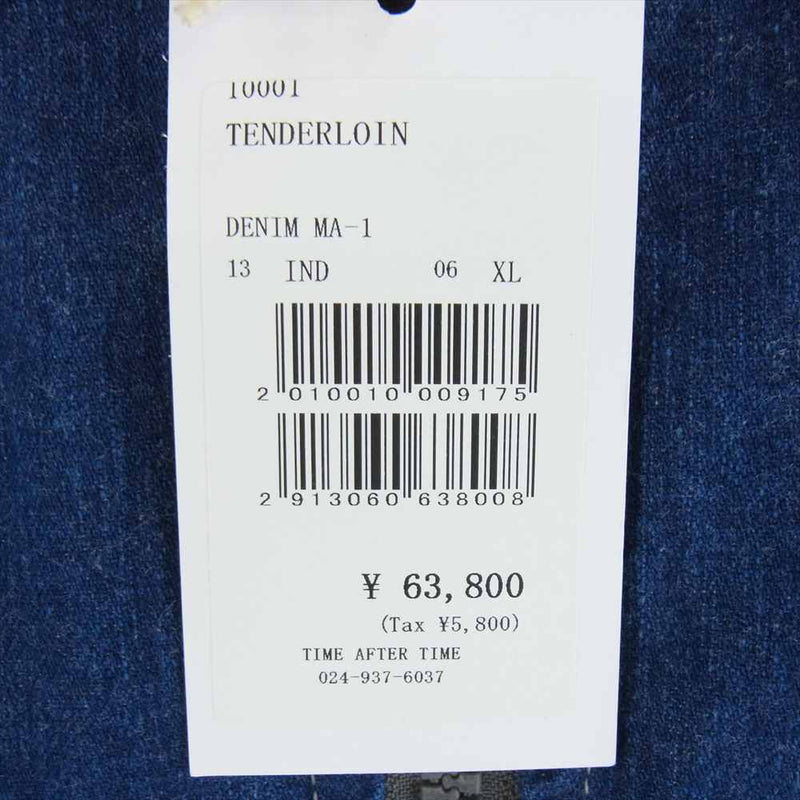 10001
TENDERLOIN
DENIM MA-1
13 IND 06 XL
2 010010 009175
2 913060 638008
¥ 63,800
(Tax ¥5,800)
TIME AFTER TIME
024-937-6037